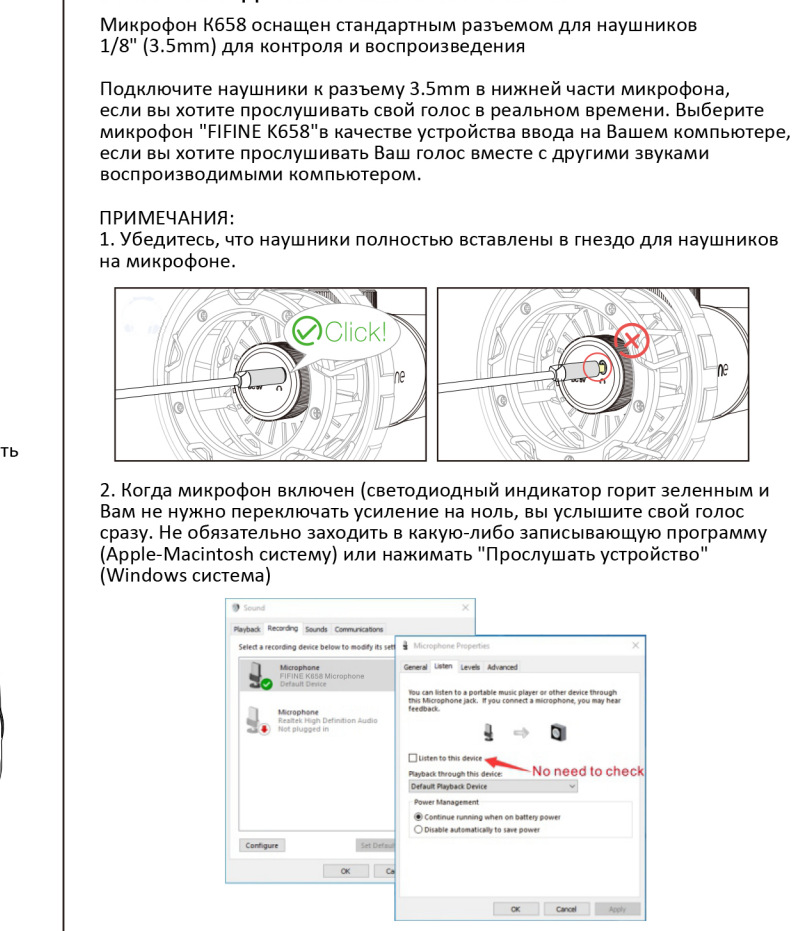 Микрофон К658 оснащен стандартным разъемом для наушников
1/8" (3.5mm) для контроля и воспроизведения
Подключите наушники к разъему 3.5mm в нижней части микрофона,
если вы хотите прослушивать свой голос в реальном времени. Выберите
микрофон "FIFINE K658"в качестве устройства ввода на Вашем компьютере,
если вы хотите прослушивать Ваш голос вместе с другими звуками
воспроизводимыми компьютером.
ПРИМЕЧАНИЯ:
1. Убедитесь, что наушники полностью вставлены в гнездо для наушников
на микрофоне.
Click!
ne
ne
ть
2. Когда микрофон включен (светодиодный индикатор горит зеленным и
Вам не нужно переключать усиление на ноль, вы услышите свой голос
сразу. Не обязательно заходить в какую-либо записывающую программу
(Apple-Macintosh систему) или нажимать "Прослушать устройство"
(Windows система)
Sound
Playback Recording Sounds Communications
Select a recording device below to modify its sett
Microphone
FIFINE K658 Microphone
Default Device
Microphone
Realtek High Definition Audio
Not plugged in
Configure Set Defaul
OK Ca
Microphone Properties
General Listen Levels Advanced
You can listen to a portable music player or other device through
this Microphone jack. If you connect a microphone, you may hear
feedback.
Listen to this device
No need to check
Playback through this device:
Default Playback Device
Power Management
Continue running when on battery power
Disable automatically to save power
OK Cancel Apply